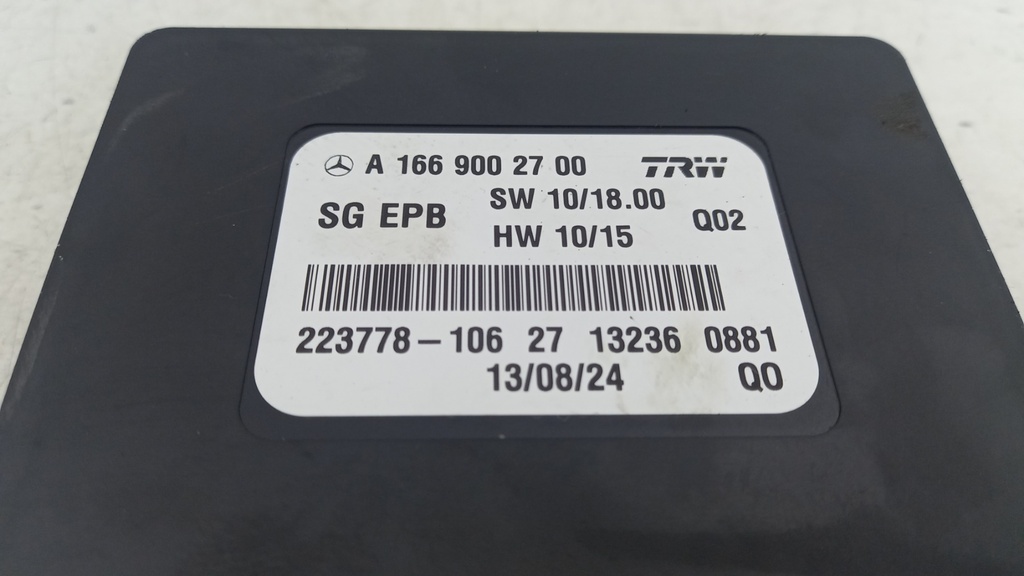 A 166 900 27 00 TRW
SW 10/18.00
SG EPB Q02
HW 10/15
223778-106 27 13236 0881
13/08/24 Q0